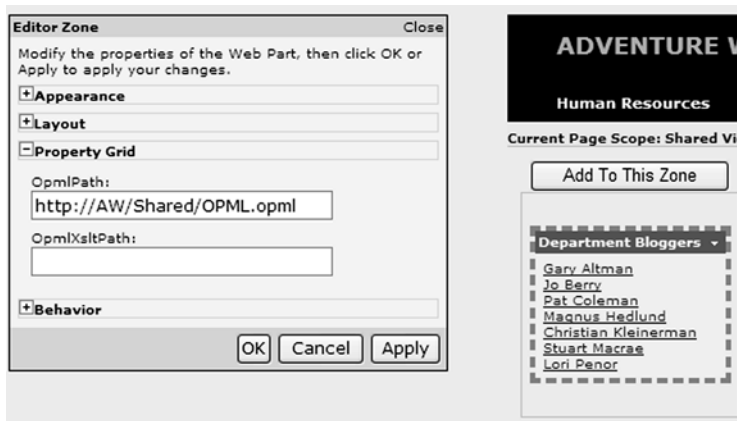 Editor Zone Close
Modify the properties of the Web Part, then click OK or
Apply to apply your changes.
Appearance
Layout
Property Grid
OpmlPath:
http://AW/Shared/OPML.opml
OpmlXsltPath:
Behavior
OK Cancel Apply
ADVENTURE
Human Resources
Current Page Scope: Shared Vi
Add To This Zone
Department Bloggers
Gary Altman
Jo Berry
Pat Coleman
Magnus Hedlund
Christian Kleinerman
Stuart Macrae
Lori Penor